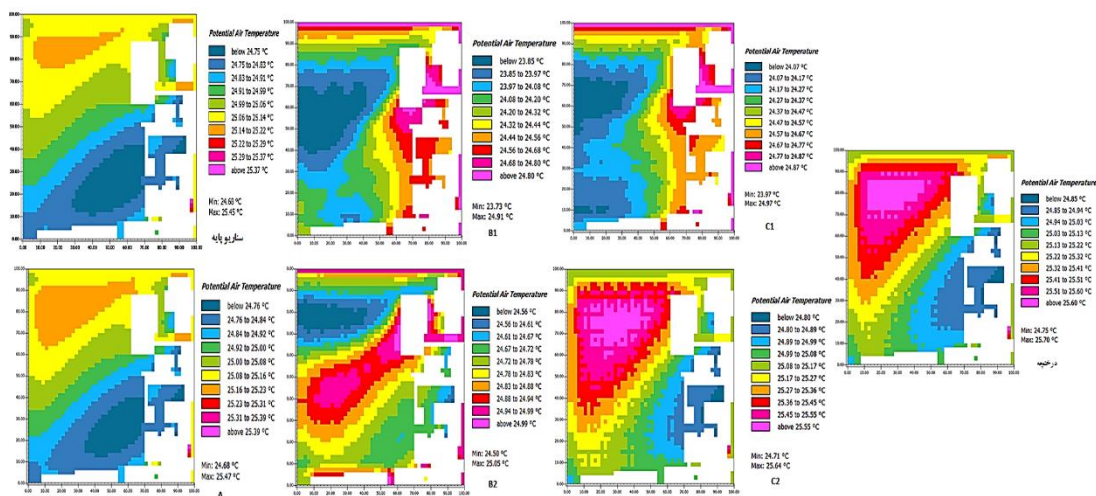 Potential Air Temperature
below 24.75 °C
24.75 to 24.83 °C
24.83 to 24.91 °C
24.91 to 24.99 °C
24.99 to 25.06 °C
25.06 to 25.14 °C
25.14 to 25.22 °C
25.22 to 25.29 °C
25.29 to 25.37 °C
above 25.37 °C
Min: 24.60 °C
Max: 25.45 °C
سناریو پایه
Potential Air Temperature
below 23.85 °C
23.85 to 23.97 °C
23.97 to 24.08 °C
24.08 to 24.20 °C
24.20 to 24.32 °C
24.32 to 24.44 °C
24.44 to 24.56 °C
24.56 to 24.68 °C
24.68 to 24.80 °C
above 24.80 °C
Min: 23.73 °C
Max: 24.91 °C
B1
Potential Air Temperature
below 24.07 °C
24.07 to 24.17 °C
24.17 to 24.27 °C
24.27 to 24.37 °C
24.37 to 24.47 °C
24.47 to 24.57 °C
24.57 to 24.67 °C
24.67 to 24.77 °C
24.77 to 24.87 °C
above 24.87 °C
Min: 23.97 °C
Max: 24.97 °C
C1
Potential Air Temperature
below 24.85 °C
24.85 to 24.94 °C
24.94 to 25.03 °C
25.03 to 25.13 °C
25.13 to 25.22 °C
25.22 to 25.32 °C
25.32 to 25.41 °C
25.41 to 25.51 °C
25.51 to 25.60 °C
above 25.60 °C
Min: 24.75 °C
Max: 25.70 °C
Potential Air Temperature
below 24.76 °C
24.76 to 24.84 °C
24.84 to 24.92 °C
24.92 to 25.00 °C
25.00 to 25.08 °C
25.08 to 25.16 °C
25.16 to 25.23 °C
25.23 to 25.31 °C
25.31 to 25.39 °C
above 25.39 °C
Min: 24.68 °C
Max: 25.47 °C
A
Potential Air Temperature
below 24.56 °C
24.56 to 24.61 °C
24.61 to 24.67 °C
24.67 to 24.72 °C
24.72 to 24.78 °C
24.78 to 24.83 °C
24.83 to 24.88 °C
24.88 to 24.94 °C
24.94 to 24.99 °C
above 24.99 °C
Min: 24.50 °C
Max: 25.05 °C
B2
Potential Air Temperature
below 24.80 °C
24.80 to 24.89 °C
24.89 to 24.99 °C
24.99 to 25.08 °C
25.08 to 25.17 °C
25.17 to 25.27 °C
25.27 to 25.36 °C
25.36 to 25.45 °C
25.45 to 25.55 °C
above 25.55 °C
Min: 24.71 °C
Max: 25.64 °C
C2